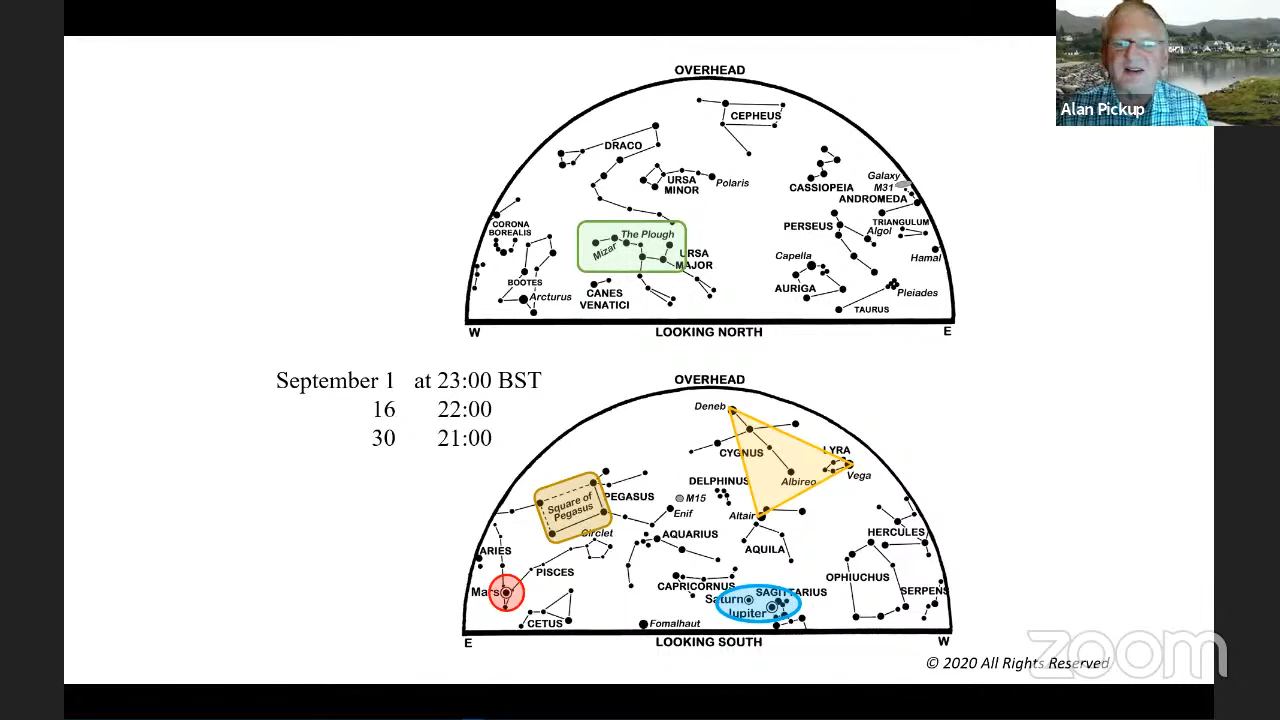 Alan Pickup
OVERHEAD
CEPHEUS
DRACO
URSA
MINOR
Polaris
CASSIOPEIA
Galaxy
M31
ANDROMEDA
CORONA
BOREALIS
The Plough
Mizar
URSA
MAJOR
PERSEUS
Algol
TRIANGULUM
Hamal
BOOTES
Arcturus
CANES
VENATICI
Capella
AURIGA
Pleiades
TAURUS
W
LOOKING NORTH
E
September 1 at 23:00 BST
16 22:00
30 21:00
OVERHEAD
Deneb
CYGNUS
LYRA
Vega
Albireo
DELPHINUS
Altair
AQUILA
Square of
Pegasus
PEGASUS
M15
Enif
Circlet
AQUARIUS
HERCULES
ARIES
PISCES
Mars
CETUS
CAPRICORNUS
Saturn
SAGITTARIUS
Jupiter
OPHIUCHUS
SERPENS
Fomalhaut
E
LOOKING SOUTH
W
© 2020 All Rights Reserved
zoom